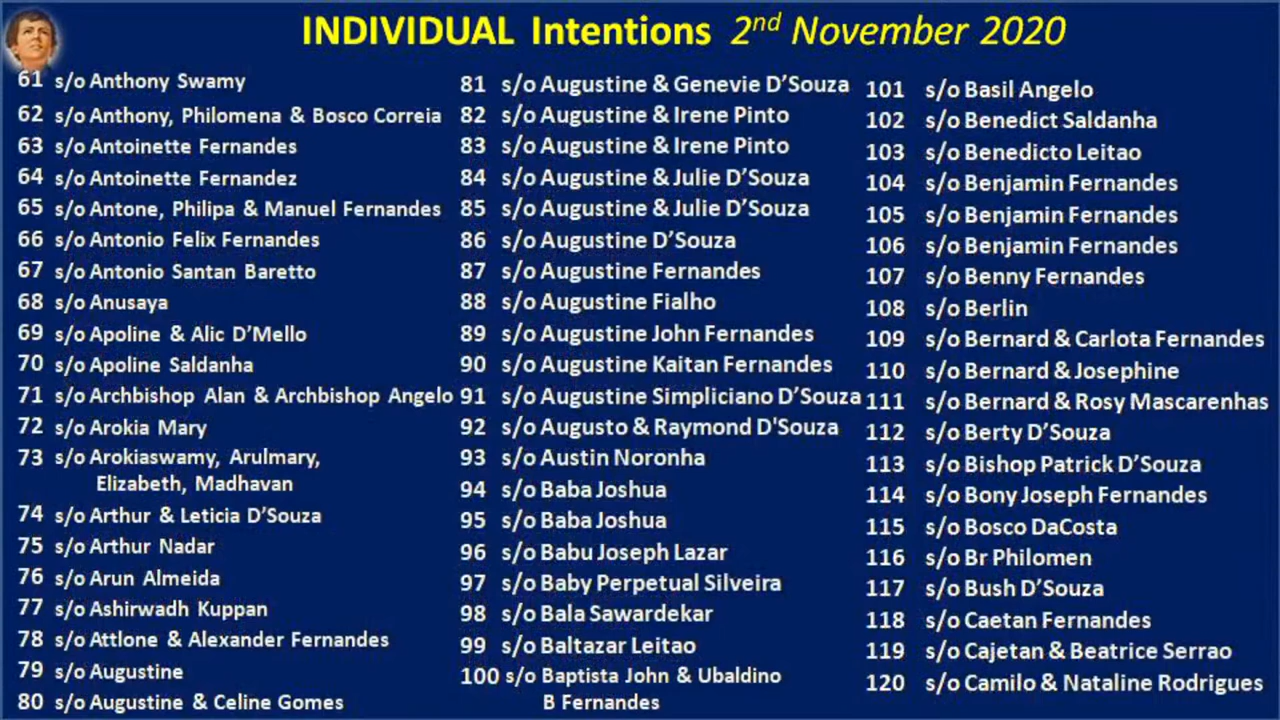 INDIVIDUAL Intentions 2nd November 2020
61 s/o Anthony Swamy
62 s/o Anthony, Philomena & Bosco Correia
63 s/o Antoinette Fernandes
64 s/o Antoinette Fernandez
65 s/o Antone, Philipa & Manuel Fernandes
66 s/o Antonio Felix Fernandes
67 s/o Antonio Santan Baretto
68 s/o Anusaya
69 s/o Apoline & Alic D’Mello
70 s/o Apoline Saldanha
71 s/o Archbishop Alan & Archbishop Angelo
72 s/o Arokia Mary
73 s/o Arokiaswamy, Arulmary,
Elizabeth, Madhavan
74 s/o Arthur & Leticia D’Souza
75 s/o Arthur Nadar
76 s/o Arun Almeida
77 s/o Ashirwadh Kuppan
78 s/o Attlone & Alexander Fernandes
79 s/o Augustine
80 s/o Augustine & Celine Gomes
81 s/o Augustine & Genevie D’Souza
82 s/o Augustine & Irene Pinto
83 s/o Augustine & Irene Pinto
84 s/o Augustine & Julie D’Souza
85 s/o Augustine & Julie D’Souza
86 s/o Augustine D’Souza
87 s/o Augustine Fernandes
88 s/o Augustine Fialho
89 s/o Augustine John Fernandes
90 s/o Augustine Kaitan Fernandes
91 s/o Augustine Simpliciano D’Souza
92 s/o Augusto & Raymond D'Souza
93 s/o Austin Noronha
94 s/o Baba Joshua
95 s/o Baba Joshua
96 s/o Babu Joseph Lazar
97 s/o Baby Perpetual Silveira
98 s/o Bala Sawardekar
99 s/o Baltazar Leitao
100 s/o Baptista John & Ubaldino
B Fernandes
101 s/o Basil Angelo
102 s/o Benedict Saldanha
103 s/o Benedicto Leitao
104 s/o Benjamin Fernandes
105 s/o Benjamin Fernandes
106 s/o Benjamin Fernandes
107 s/o Benny Fernandes
108 s/o Berlin
109 s/o Bernard & Carlota Fernandes
110 s/o Bernard & Josephine
111 s/o Bernard & Rosy Mascarenhas
112 s/o Berty D’Souza
113 s/o Bishop Patrick D’Souza
114 s/o Bony Joseph Fernandes
115 s/o Bosco DaCosta
116 s/o Br Philomen
117 s/o Bush D’Souza
118 s/o Caetan Fernandes
119 s/o Cajetan & Beatrice Serrao
120 s/o Camilo & Nataline Rodrigues